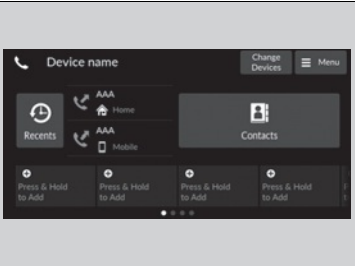 Device name
Change
Devices
Menu
Recents
AAA
Home
AAA
Mobile
Contacts
Press & Hold
to Add
Press & Hold
to Add
Press & Hold
to Add
Press & Hold
to Add